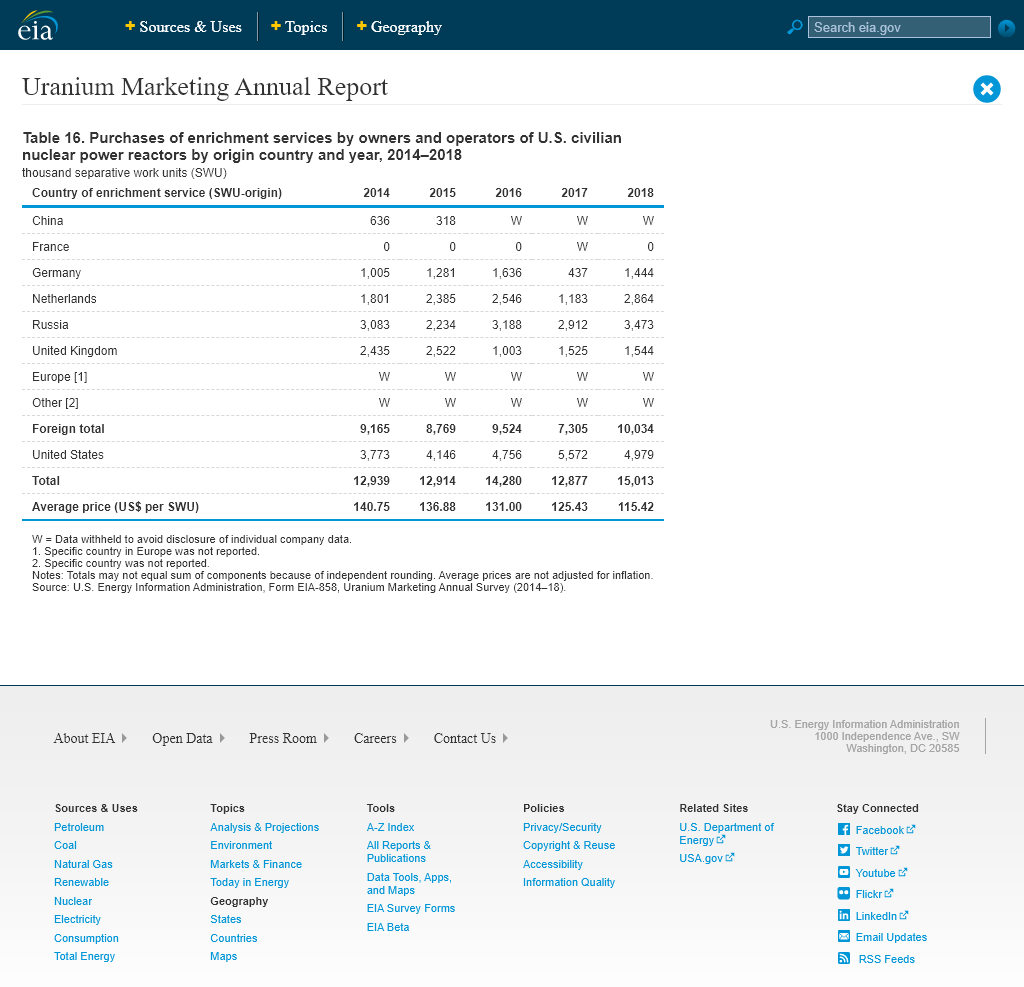 eia
Sources & Uses
Topics
Geography
Search eia.gov
Uranium Marketing Annual Report
Table 16. Purchases of enrichment services by owners and operators of U.S. civilian
nuclear power reactors by origin country and year, 2014–2018
thousand separative work units (SWU)
Country of enrichment service (SWU-origin) 2014 2015 2016 2017 2018
China 636 318 W W W
France 0 0 0 W 0
Germany 1,005 1,281 1,636 437 1,444
Netherlands 1,801 2,385 2,546 1,183 2,864
Russia 3,083 2,234 3,188 2,912 3,473
United Kingdom 2,435 2,522 1,003 1,525 1,544
Europe [1] W W W W W
Other [2] W W W W W
Foreign total 9,165 8,769 9,524 7,305 10,034
United States 3,773 4,146 4,756 5,572 4,979
Total 12,939 12,914 14,280 12,877 15,013
Average price (US$ per SWU) 140.75 136.88 131.00 125.43 115.42
W = Data withheld to avoid disclosure of individual company data.
1. Specific country in Europe was not reported.
2. Specific country was not reported.
Notes: Totals may not equal sum of components because of independent rounding. Average prices are not adjusted for inflation.
Source: U.S. Energy Information Administration, Form EIA-858, Uranium Marketing Annual Survey (2014–18).
About EIA
Open Data
Press Room
Careers
Contact Us
U.S. Energy Information Administration
1000 Independence Ave., SW
Washington, DC 20585
Sources & Uses
Petroleum
Coal
Natural Gas
Renewable
Nuclear
Electricity
Consumption
Total Energy
Topics
Analysis & Projections
Environment
Markets & Finance
Today in Energy
Geography
States
Countries
Maps
Tools
A-Z Index
All Reports &
Publications
Data Tools, Apps,
and Maps
EIA Survey Forms
EIA Beta
Policies
Privacy/Security
Copyright & Reuse
Accessibility
Information Quality
Related Sites
U.S. Department of
Energy
USA.gov
Stay Connected
Facebook
Twitter
Youtube
Flickr
LinkedIn
Email Updates
RSS Feeds